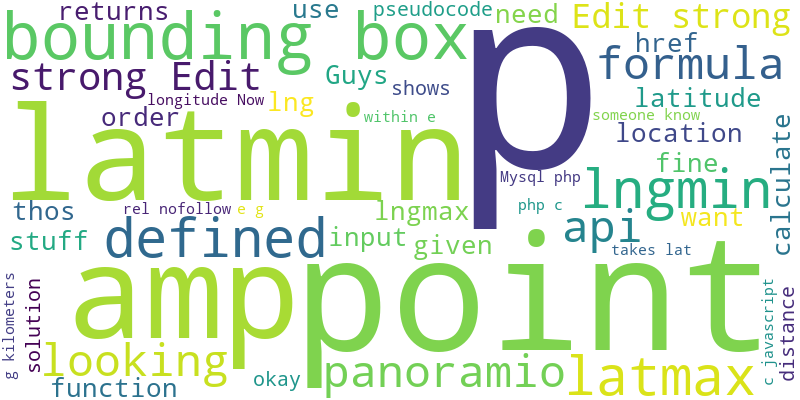 returns
use
pseudocode
need
Edit strong
bounding box
p
href
formula
strong Edit
Guys
shows
longitude Now
lng
latitude
order
within e
someone know
location
latmin
calculate
fine
Mysql php
lngmin
thos
rel nofollow
e g
lngmax
php c
want
stuff
defined
input
given
api
takes lat
amp
point
g kilometers
solution
c javascript
distance
looking
panoramio
latmax
function
okay